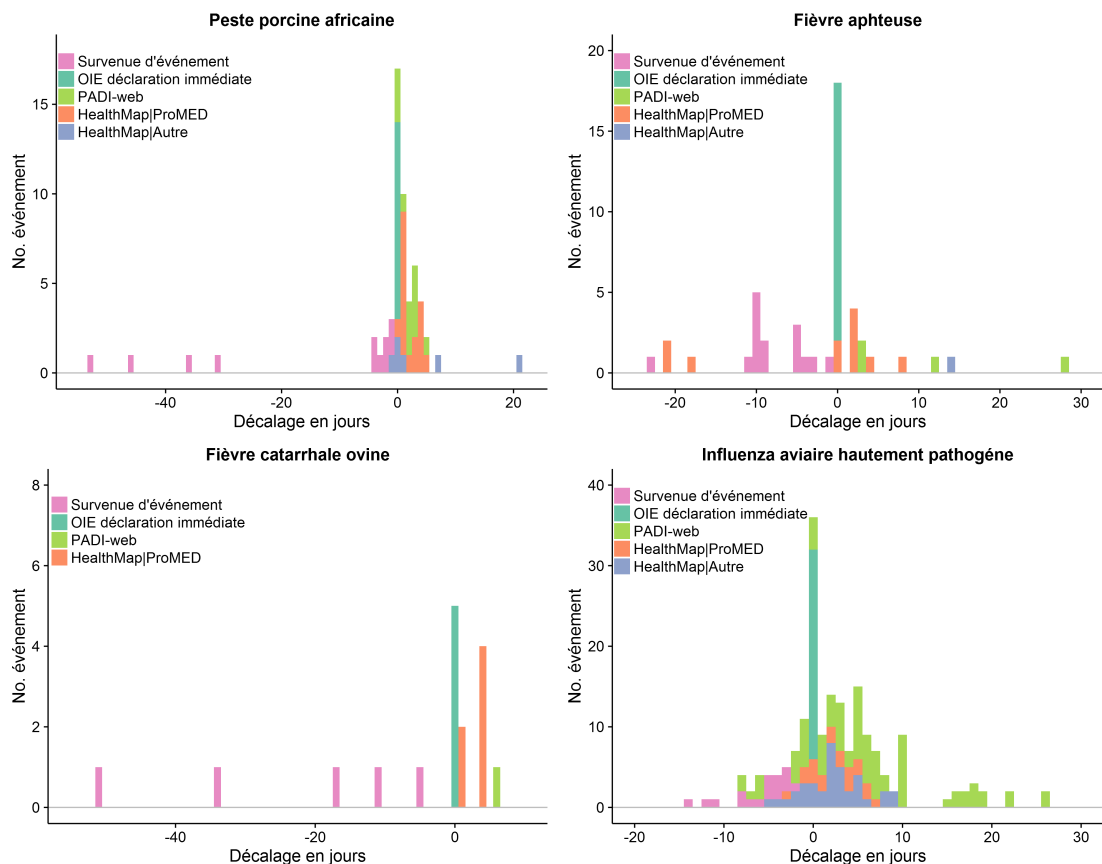 Peste porcine africaine
Survenue d'événement
OIE déclaration immédiate
PADI-web
HealthMap|ProMED
HealthMap|Autre
No. événement
15
10
5
0
-40
-20
0
20
Décalage en jours
Fièvre aphteuse
Survenue d'événement
OIE déclaration immédiate
PADI-web
HealthMap|ProMED
HealthMap|Autre
No. événement
20
15
10
5
0
-20
-10
0
10
20
30
Décalage en jours
Fièvre catarrhale ovine
Survenue d'événement
OIE déclaration immédiate
PADI-web
HealthMap|ProMED
No. événement
8
6
4
2
0
-40
-20
0
Décalage en jours
Influenza aviaire hautement pathogéne
Survenue d'événement
OIE déclaration immédiate
PADI-web
HealthMap|ProMED
HealthMap|Autre
No. événement
40
30
20
10
0
-20
-10
0
10
20
30
Décalage en jours